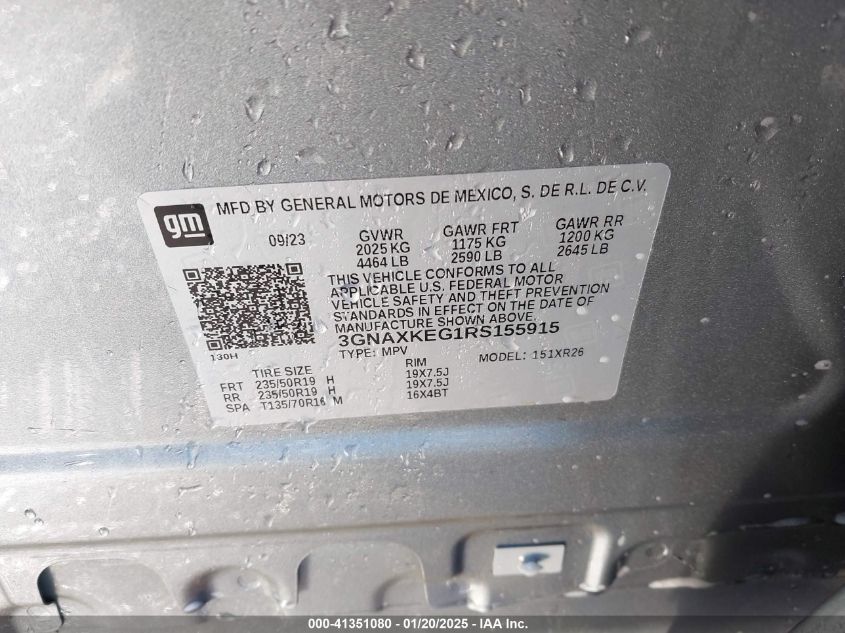 gm
MFD BY GENERAL MOTORS DE MEXICO, S. DE R.L. DE C.V.
09/23 GVWR GAWR FRT GAWR RR
2025 KG 1175 KG 1200 KG
4464 LB 2590 LB 2645 LB
THIS VEHICLE CONFORMS TO ALL
APPLICABLE U.S. FEDERAL MOTOR
VEHICLE SAFETY AND THEFT PREVENTION
STANDARDS IN EFFECT ON THE DATE OF
MANUFACTURE SHOWN ABOVE.
3GNAXKEG1RS155915
130H TYPE: MPV MODEL: 151XR26
TIRE SIZE RIM
FRT 235/50R19 H 19X7.5J
RR 235/50R19 H 19X7.5J
SPA T135/70R16 M 16X4BT
000-41351080 - 01/20/2025 - IAA Inc.